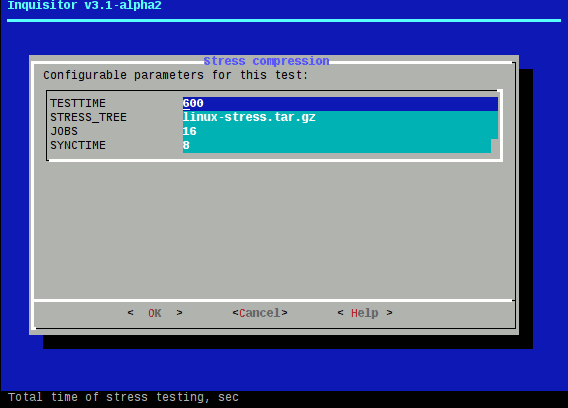 Inquisitor v3.1-alpha2
Stress compression
Configurable parameters for this test:
TESTTIME 600
STRESS_TREE linux-stress.tar.gz
JOBS 16
SYNCTIME 8
<  OK  > <Cancel> < Help >
Total time of stress testing, sec